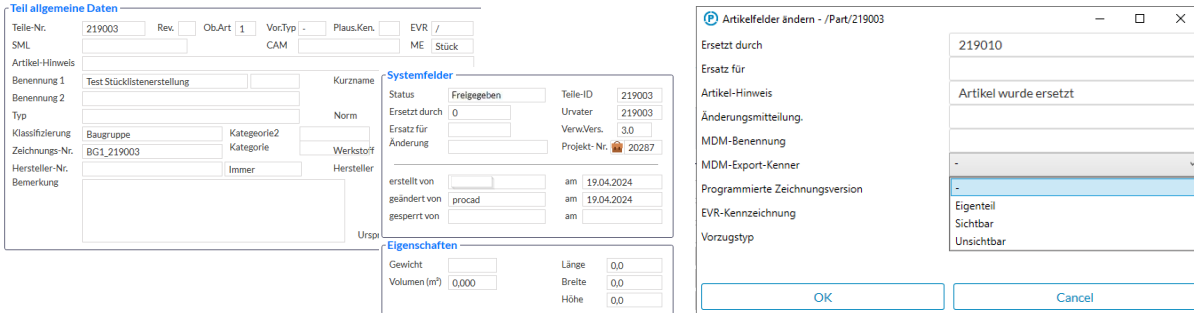 Teil allgemeine Daten
Teile-Nr. 219003 Rev. Ob.Art 1 Vor.Typ - Plaus.Ken. EVR /
SML CAM ME Stück
Artikel-Hinweis
Benennung 1 Test Stücklistenerstellung Kurzname
Benennung 2
Typ Norm
Klassifizierung Baugruppe Kategeorie2
Zeichnungs-Nr. BG1_219003 Kategorie Werkstoff
Hersteller-Nr. Immer Hersteller
Bemerkung
Urspr
Systemfelder
Status Freigegeben Teile-ID 219003
Ersetzt durch 0 Urvater 219003
Ersatz für Verw.Vers. 3.0
Änderung Projekt- Nr. 20287
erstellt von am 19.04.2024
geändert von procad am 19.04.2024
gesperrt von am
Eigenschaften
Gewicht Länge 0,0
Volumen (m²) 0,000 Breite 0,0
Höhe 0,0
P Artikelfelder ändern - /Part/219003
Ersetzt durch 219010
Ersatz für
Artikel-Hinweis Artikel wurde ersetzt
Änderungsmitteilung.
MDM-Benennung
MDM-Export-Kenner -
Programmierte Zeichnungsversion -
Eigenteil
EVR-Kennzeichnung Sichtbar
Vorzugstyp Unsichtbar
OK Cancel